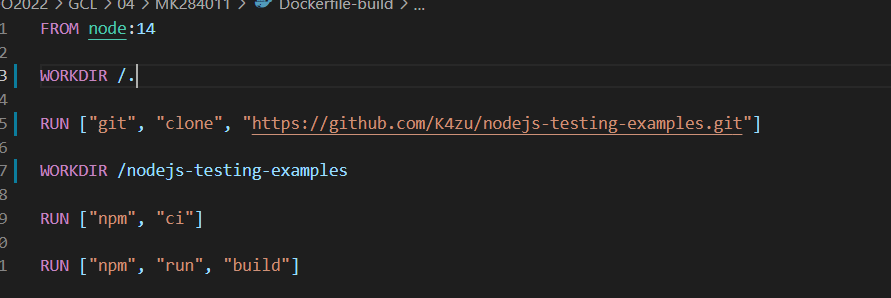 O2022 > GCL > 04 > MK284011 > Dockerfile-build > ...
1 FROM node:14
2
3 WORKDIR /.
4
5 RUN ["git", "clone", "https://github.com/K4zu/nodejs-testing-examples.git"]
6
7 WORKDIR /nodejs-testing-examples
8
9 RUN ["npm", "ci"]
0
1 RUN ["npm", "run", "build"]